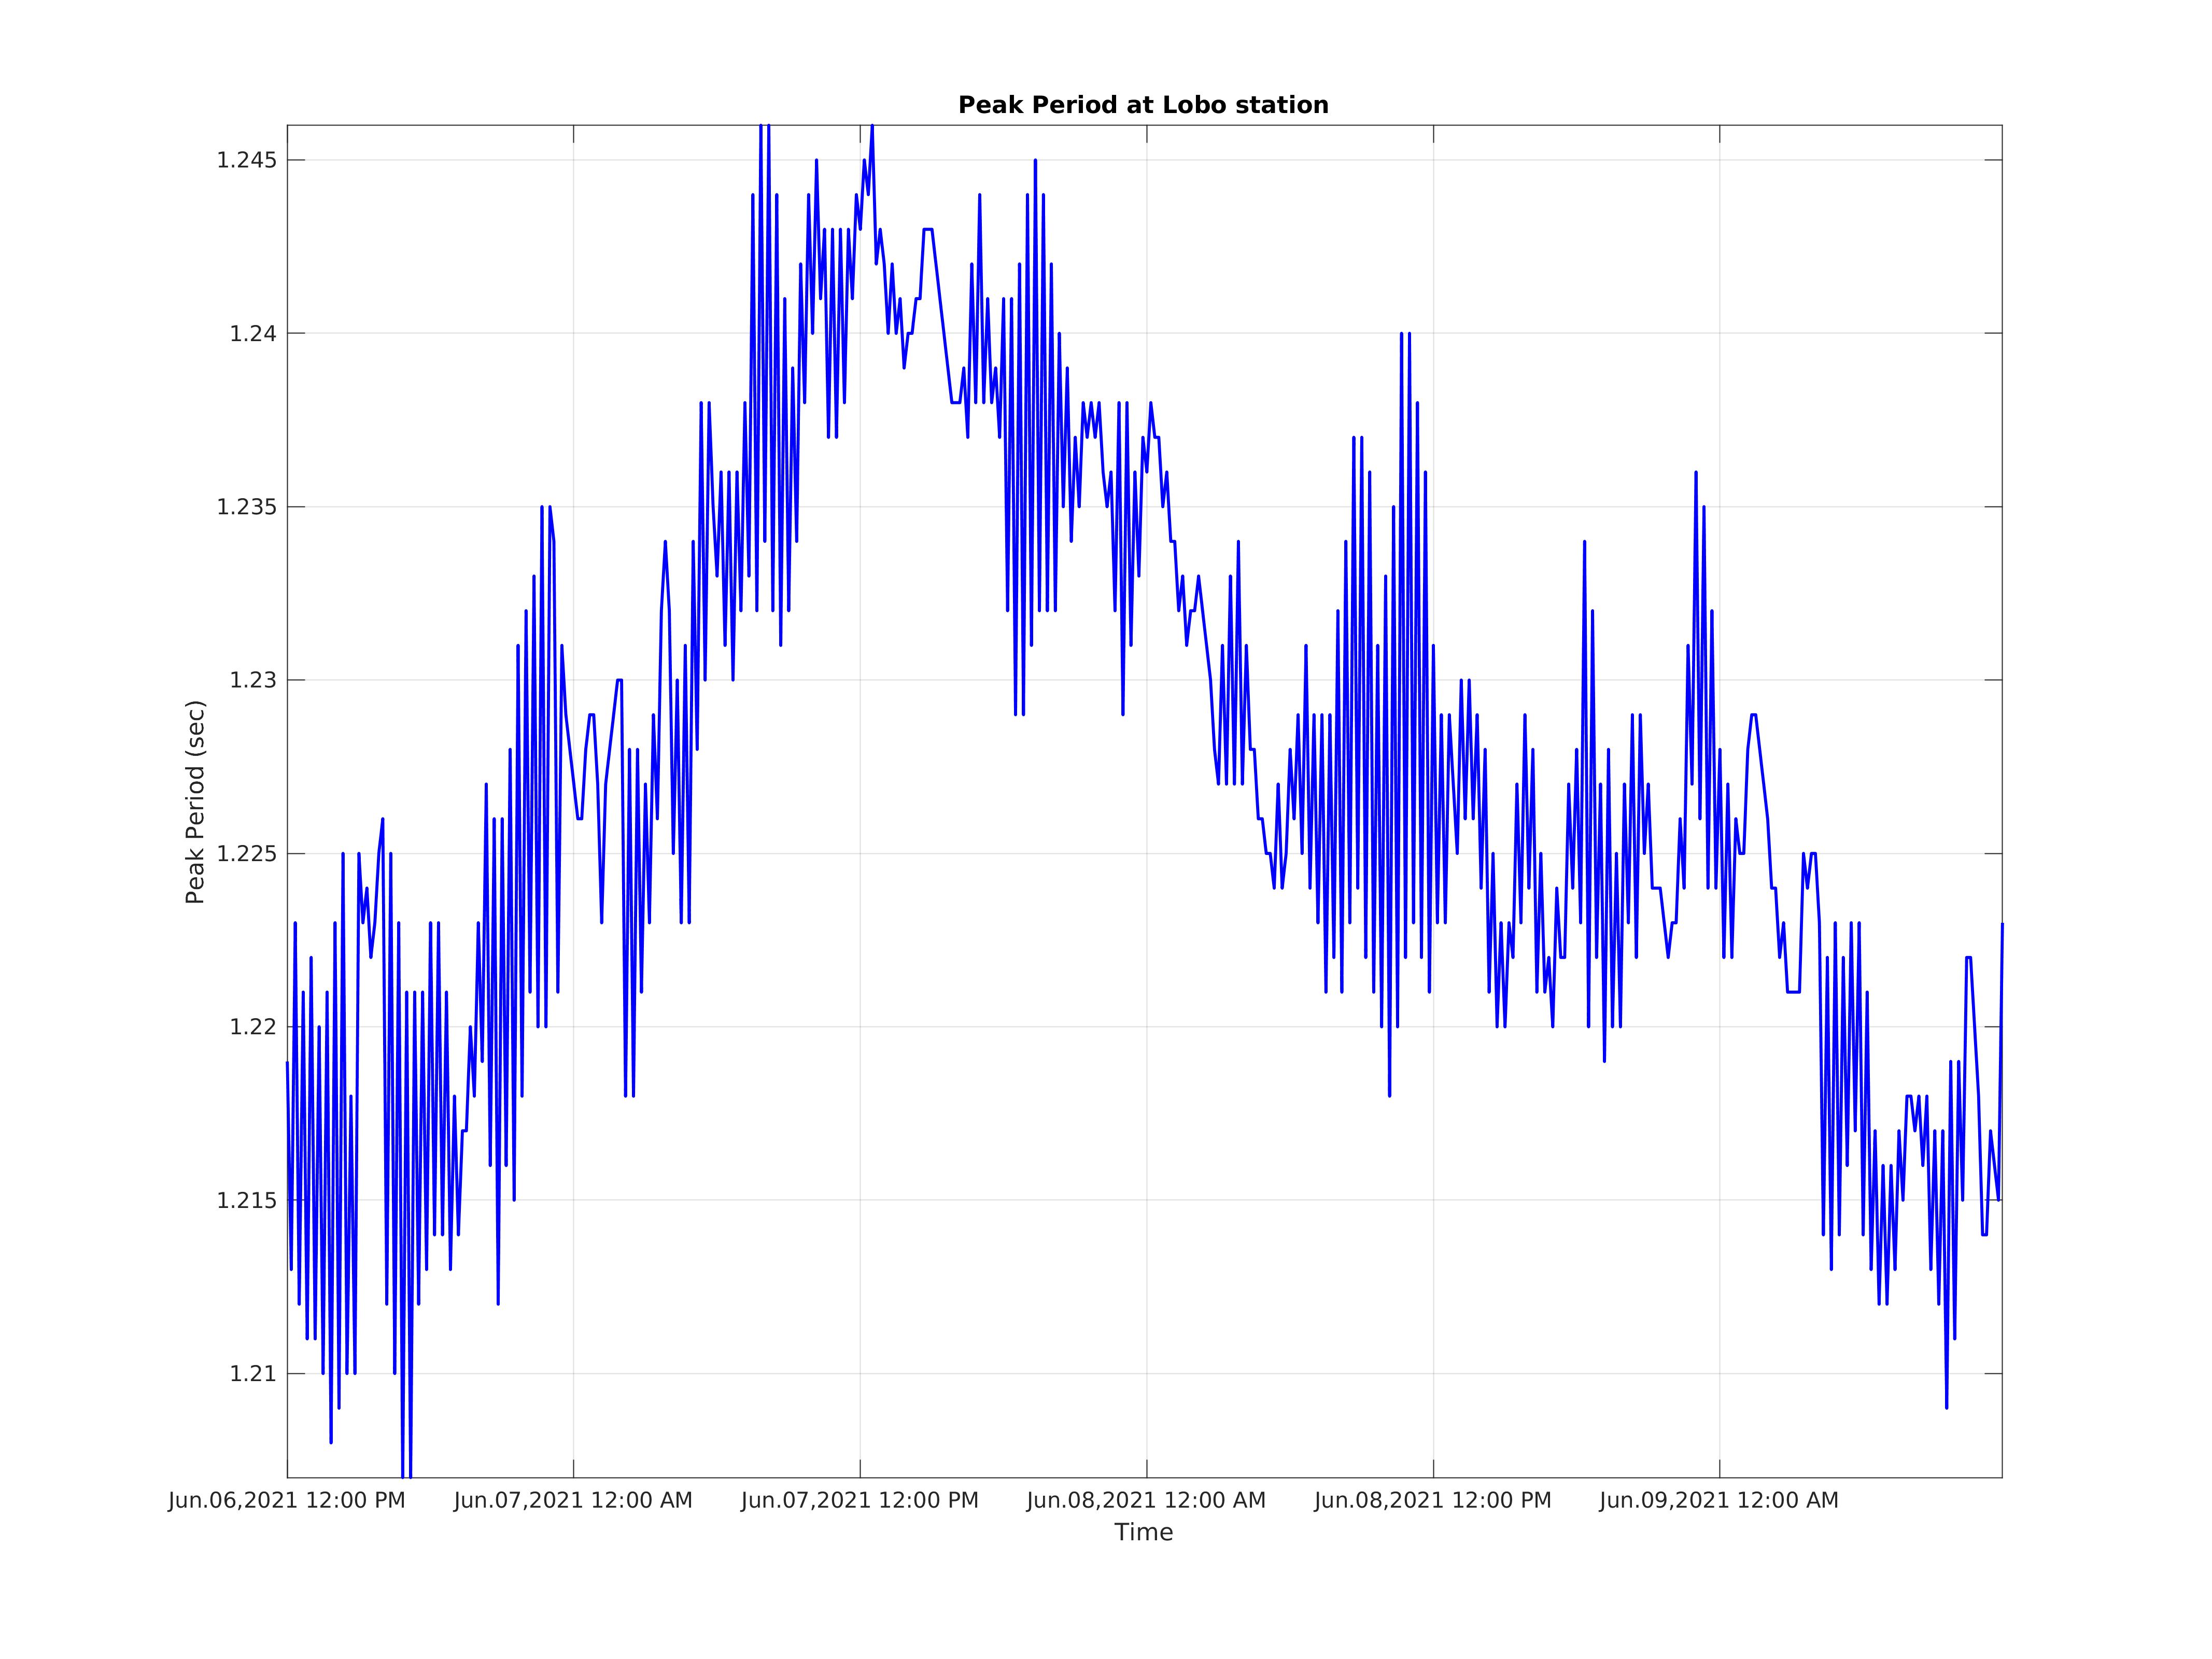 Peak Period at Lobo station
1.245
1.24
1.235
1.23
1.225
1.22
1.215
1.21
Peak Period (sec)
Jun.06,2021 12:00 PM
Jun.07,2021 12:00 AM
Jun.07,2021 12:00 PM
Jun.08,2021 12:00 AM
Jun.08,2021 12:00 PM
Jun.09,2021 12:00 AM
Time